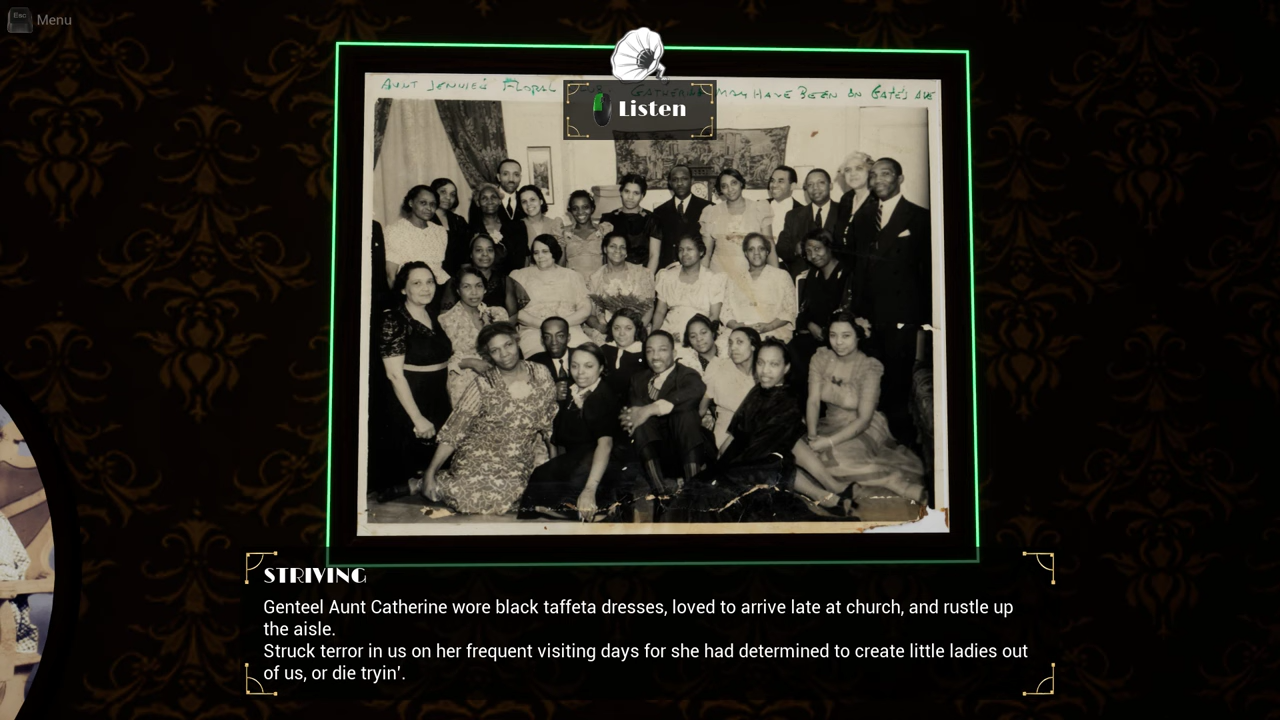 Esc
Menu
AUNT JENNIE'S FLORAL CATHERINE MAY HAVE BEEN ON GATES AVE
Listen
STRIVING
Genteel Aunt Catherine wore black taffeta dresses, loved to arrive late at church, and rustle up
the aisle.
Struck terror in us on her frequent visiting days for she had determined to create little ladies out
of us, or die tryin'.